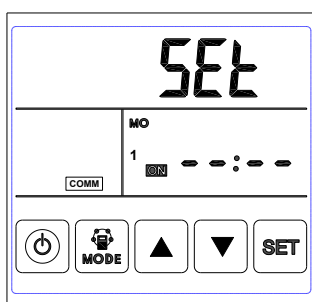 SEt
MO
1 ON --:--
COMM
MODE SET